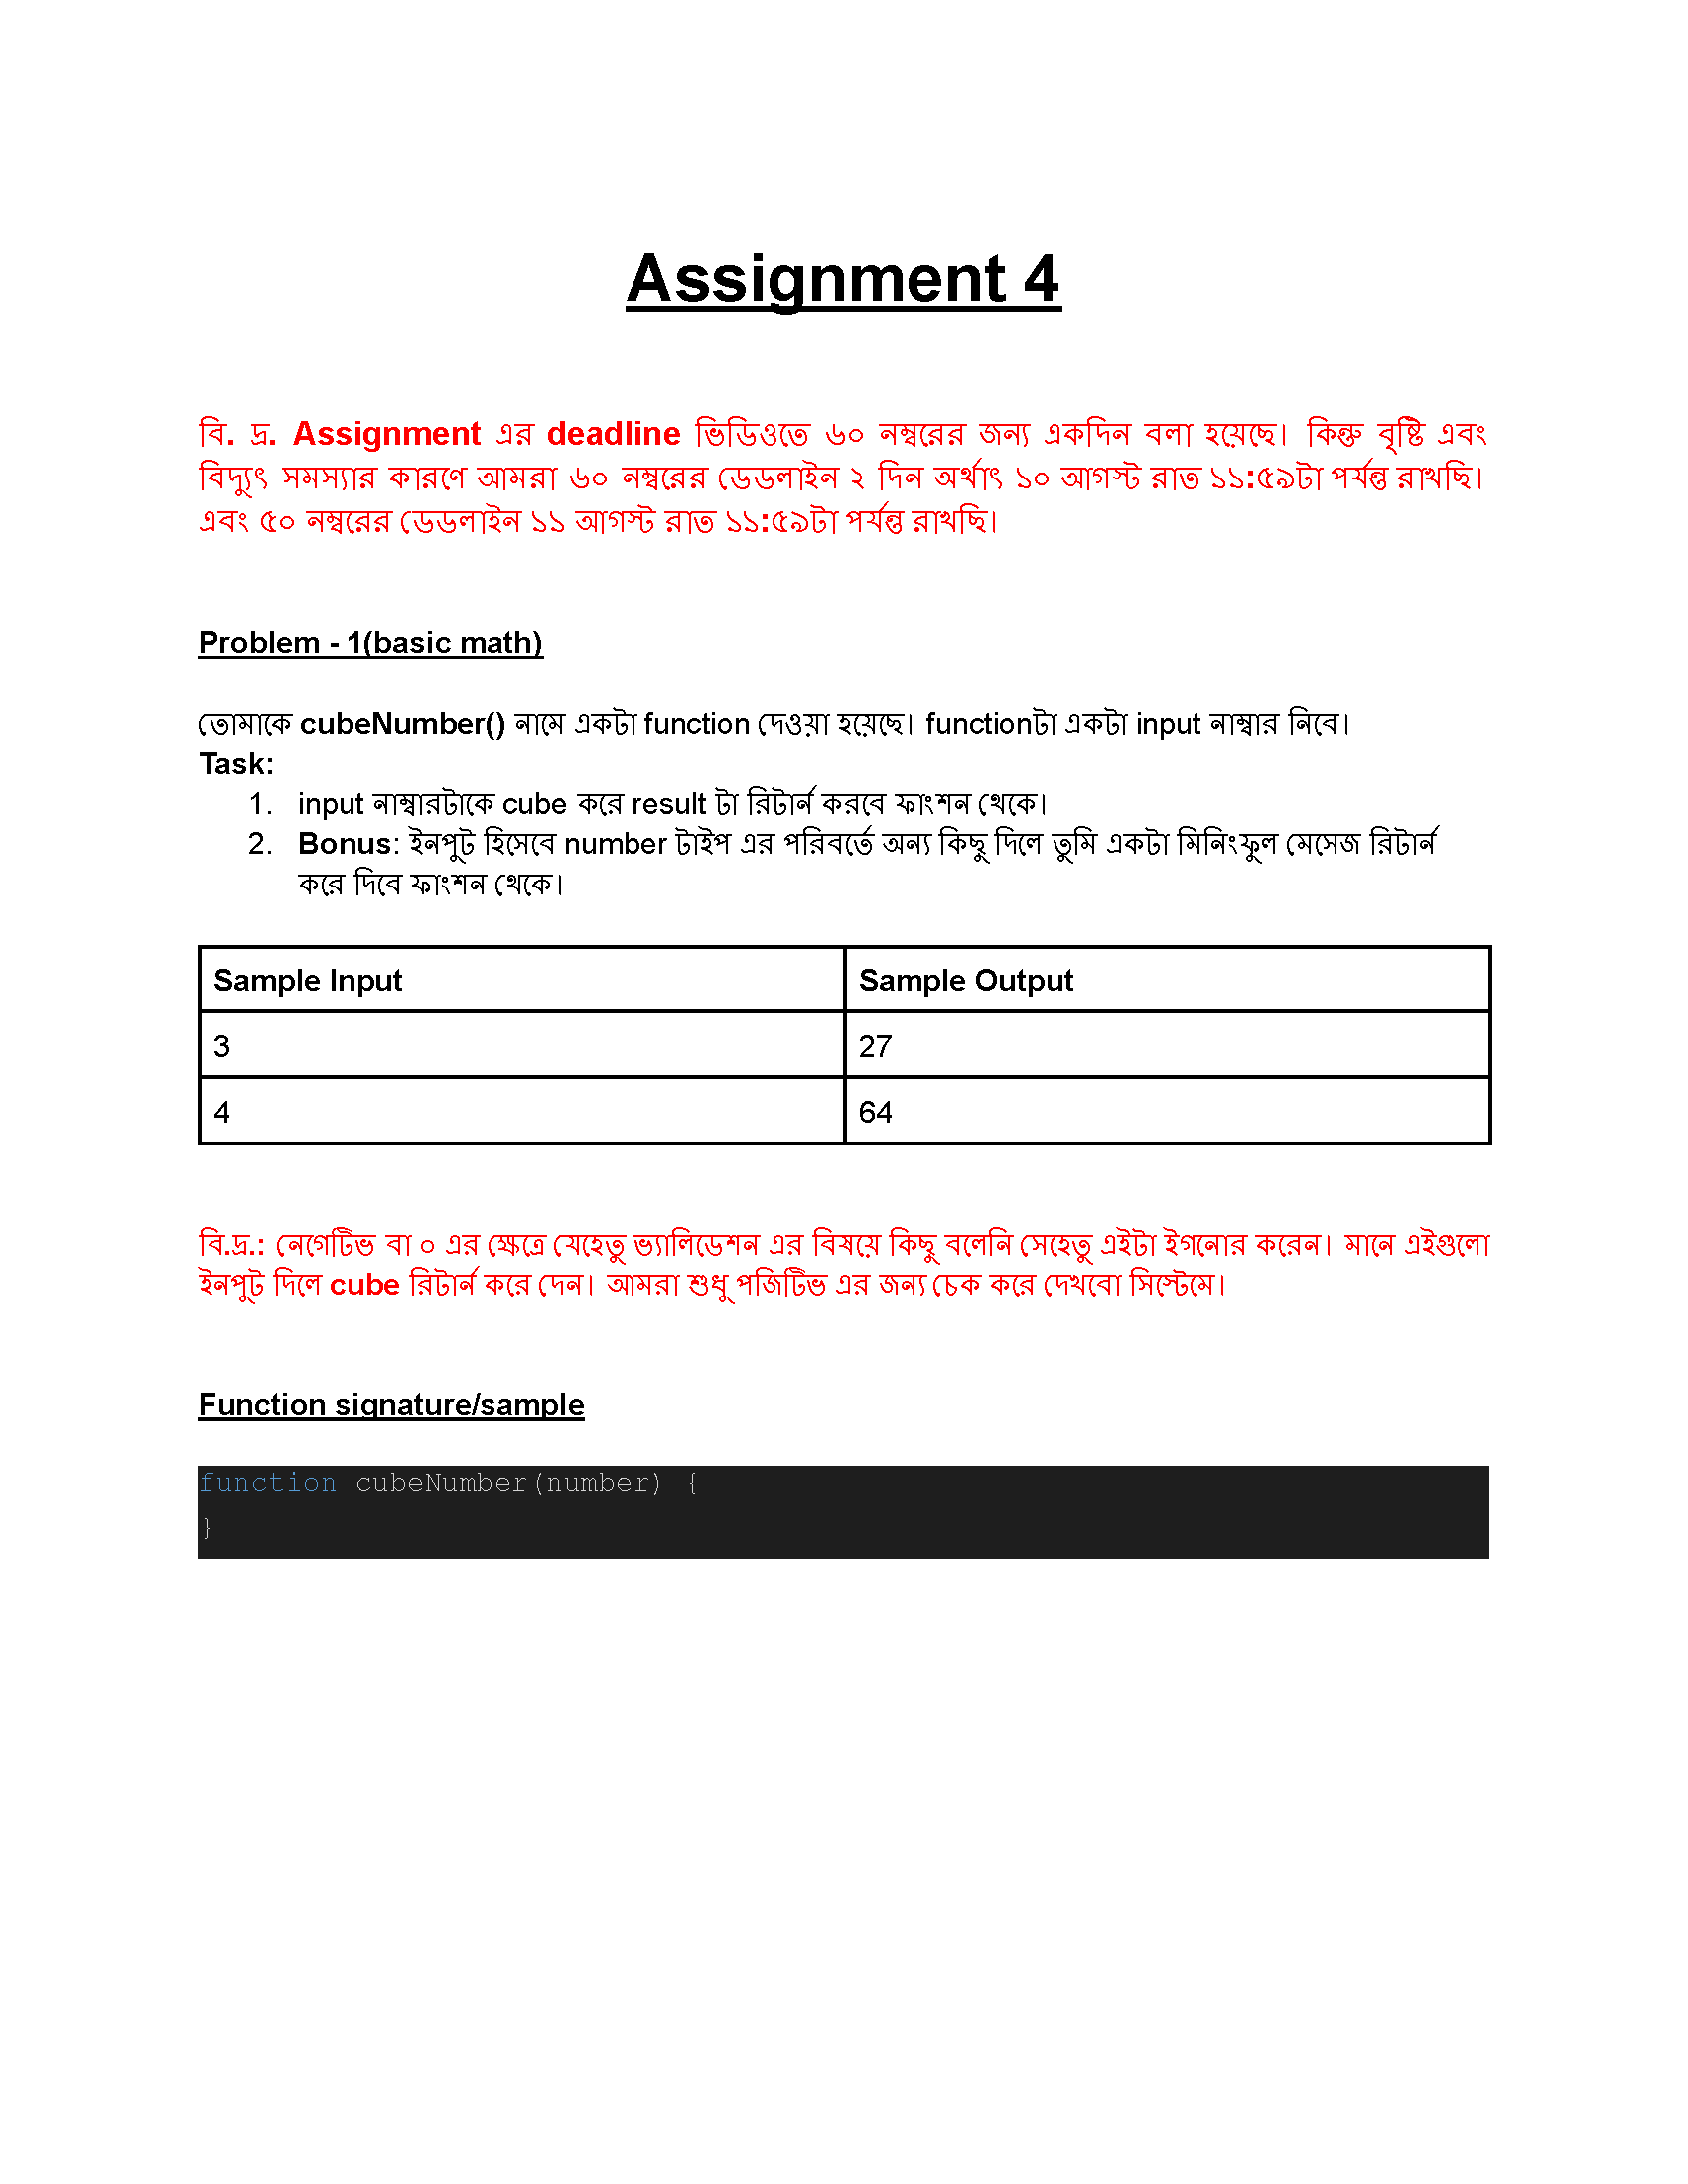 Assignment 4
বি. দ্র. Assignment এর deadline ভিডিওতে ৬০ নম্বরের জন্য একদিন বলা হয়েছে। কিন্তু বৃষ্টি এবং
বিদ্যুৎ সমস্যার কারণে আমরা ৬০ নম্বরের ডেডলাইন ২ দিন অর্থাৎ ১০ আগস্ট রাত ১১:৫৯টা পর্যন্ত রাখছি।
এবং ৫০ নম্বরের ডেডলাইন ১১ আগস্ট রাত ১১:৫৯টা পর্যন্ত রাখছি।
Problem - 1(basic math)
তোমাকে cubeNumber() নামে একটা function দেওয়া হয়েছে। functionটা একটা input নাম্বার নিবে।
Task:
1. input নাম্বারটাকে cube করে result টা রিটার্ন করবে ফাংশন থেকে।
2. Bonus: ইনপুট হিসেবে number টাইপ এর পরিবর্তে অন্য কিছু দিলে তুমি একটা মিনিংফুল মেসেজ রিটার্ন
করে দিবে ফাংশন থেকে।
Sample Input Sample Output
3 27
4 64
বি.দ্র.: নেগেটিভ বা ০ এর ক্ষেত্রে যেহেতু ভ্যালিডেশন এর বিষয়ে কিছু বলেনি সেহেতু এইটা ইগনোর করেন। মানে এইগুলো
ইনপুট দিলে cube রিটার্ন করে দেন। আমরা শুধু পজিটিভ এর জন্য চেক করে দেখবো সিস্টেমে।
Function signature/sample
function cubeNumber(number) {
}